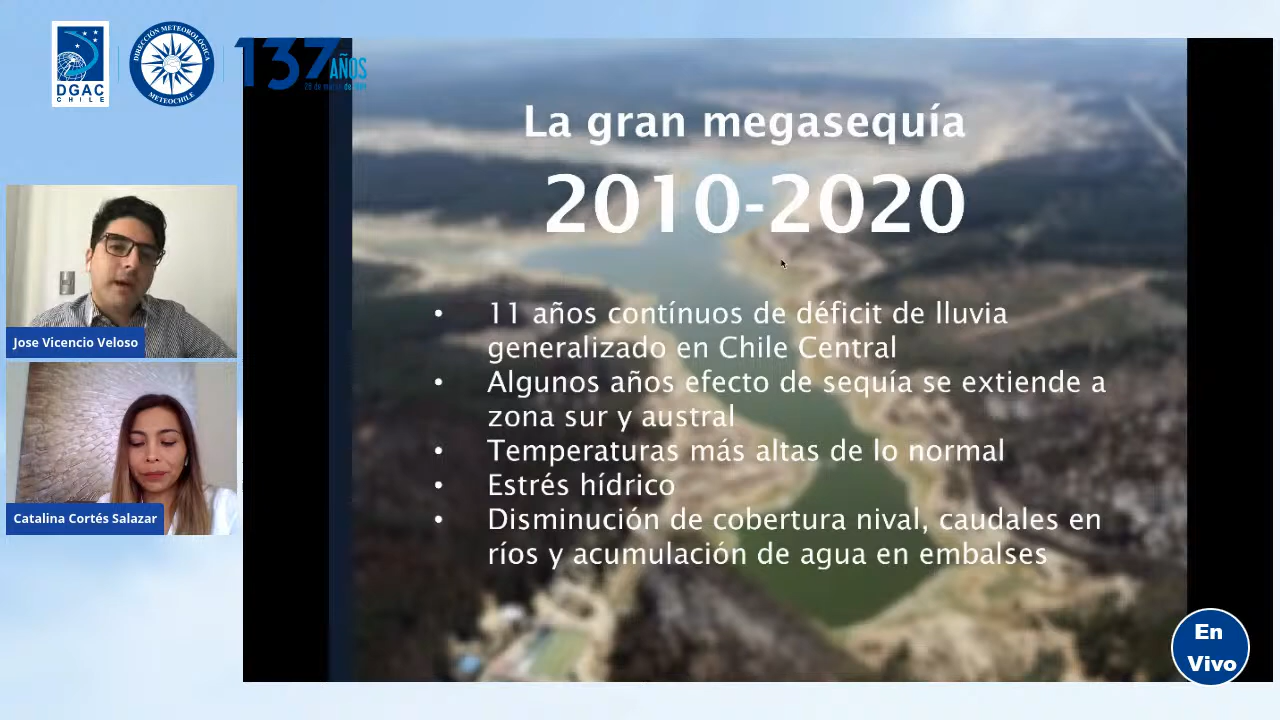 DGAC
CHILE
DIRECCIÓN METEOROLÓGICA
METEOCHILE
137 AÑOS
La gran megasequía
2010-2020
• 11 años contínuos de déficit de lluvia
generalizado en Chile Central
• Algunos años efecto de sequía se extiende a
zona sur y austral
• Temperaturas más altas de lo normal
• Estrés hídrico
• Disminución de cobertura nival, caudales en
ríos y acumulación de agua en embalses
Jose Vicencio Veloso
Catalina Cortés Salazar
En
Vivo